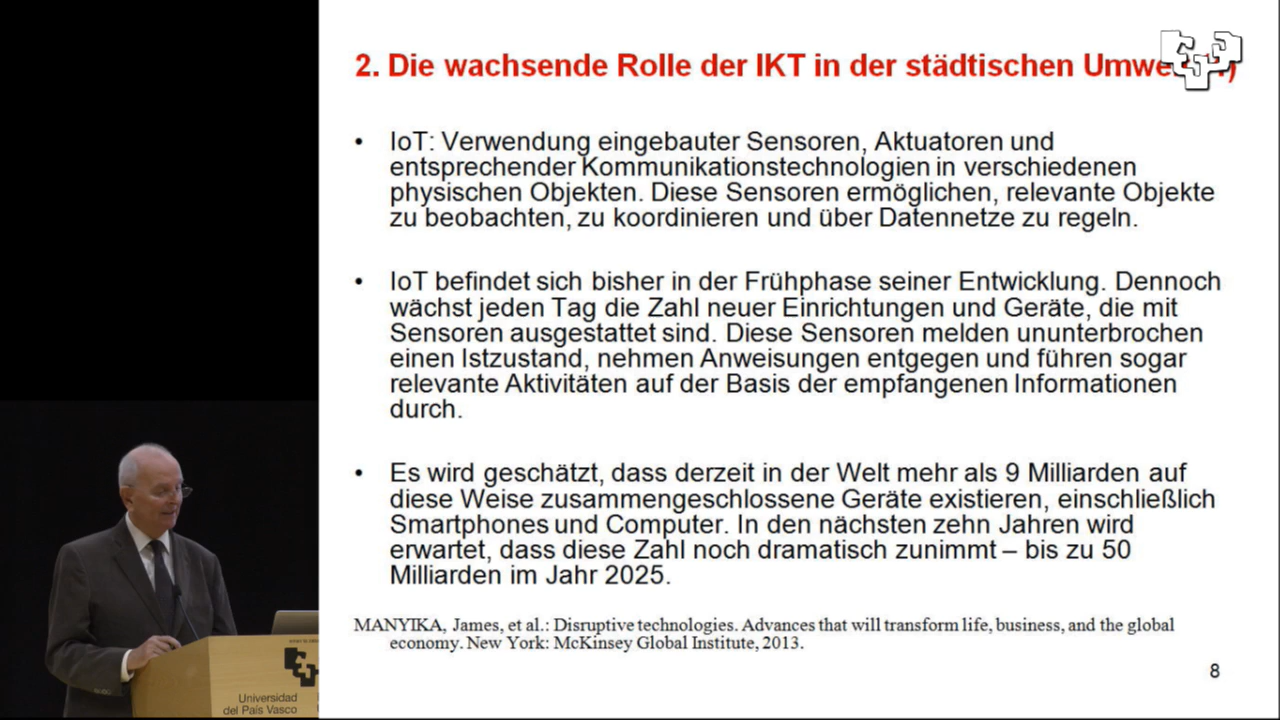 2. Die wachsende Rolle der IKT in der städtischen
• IoT: Verwendung eingebauter Sensoren, Aktuatoren und
entsprechender Kommunikationstechnologien in verschiedenen
physischen Objekten. Diese Sensoren ermöglichen, relevante Objekte
zu beobachten, zu koordinieren und über Datennetze zu regeln.
• IoT befindet sich bisher in der Frühphase seiner Entwicklung. Dennoch
wächst jeden Tag die Zahl neuer Einrichtungen und Geräte, die mit
Sensoren ausgestattet sind. Diese Sensoren melden ununterbrochen
einen Istzustand, nehmen Anweisungen entgegen und führen sogar
relevante Aktivitäten auf der Basis der empfangenen Informationen
durch.
• Es wird geschätzt, dass derzeit in der Welt mehr als 9 Milliarden auf
diese Weise zusammengeschlossene Geräte existieren, einschließlich
Smartphones und Computer. In den nächsten zehn Jahren wird
erwartet, dass diese Zahl noch dramatisch zunimmt – bis zu 50
Milliarden im Jahr 2025.
MANYIKA, James, et al.: Disruptive technologies. Advances that will transform life, business, and the global
economy. New York: McKinsey Global Institute, 2013.
8
Universidad
del País Vasco